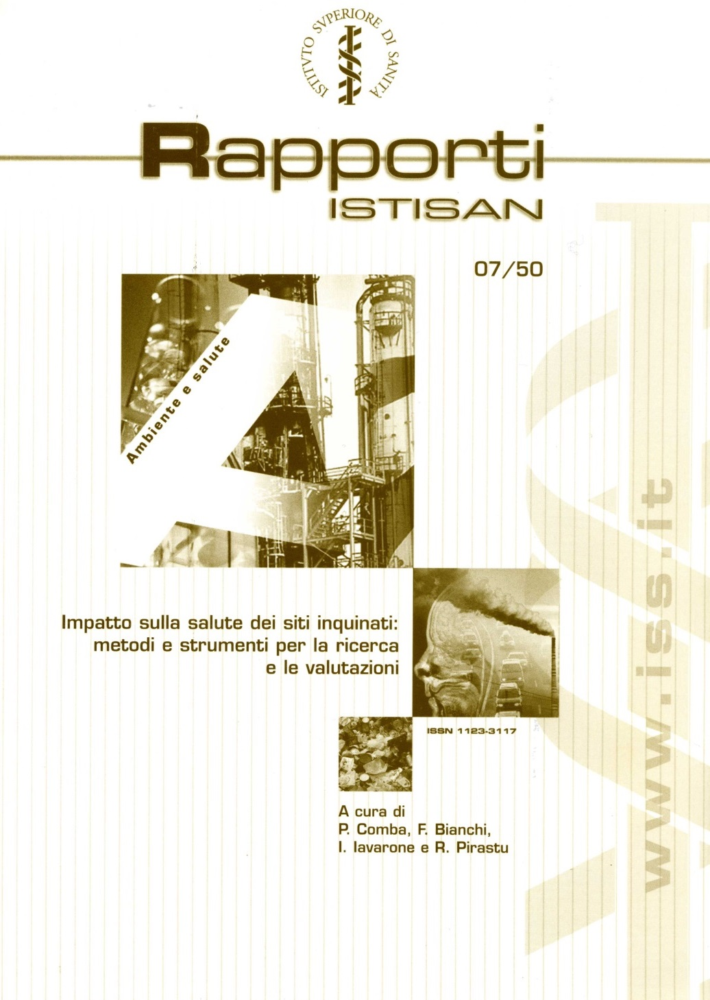 ISTITVTO SVPERIORE DI SANITÀ
Rapporti
ISTISAN
07/50
Ambiente e salute
www.iss.it
Impatto sulla salute dei siti inquinati:
metodi e strumenti per la ricerca
e le valutazioni
ISSN 1123-3117
A cura di
P. Comba, F. Bianchi,
I. Iavarone e R. Pirastu